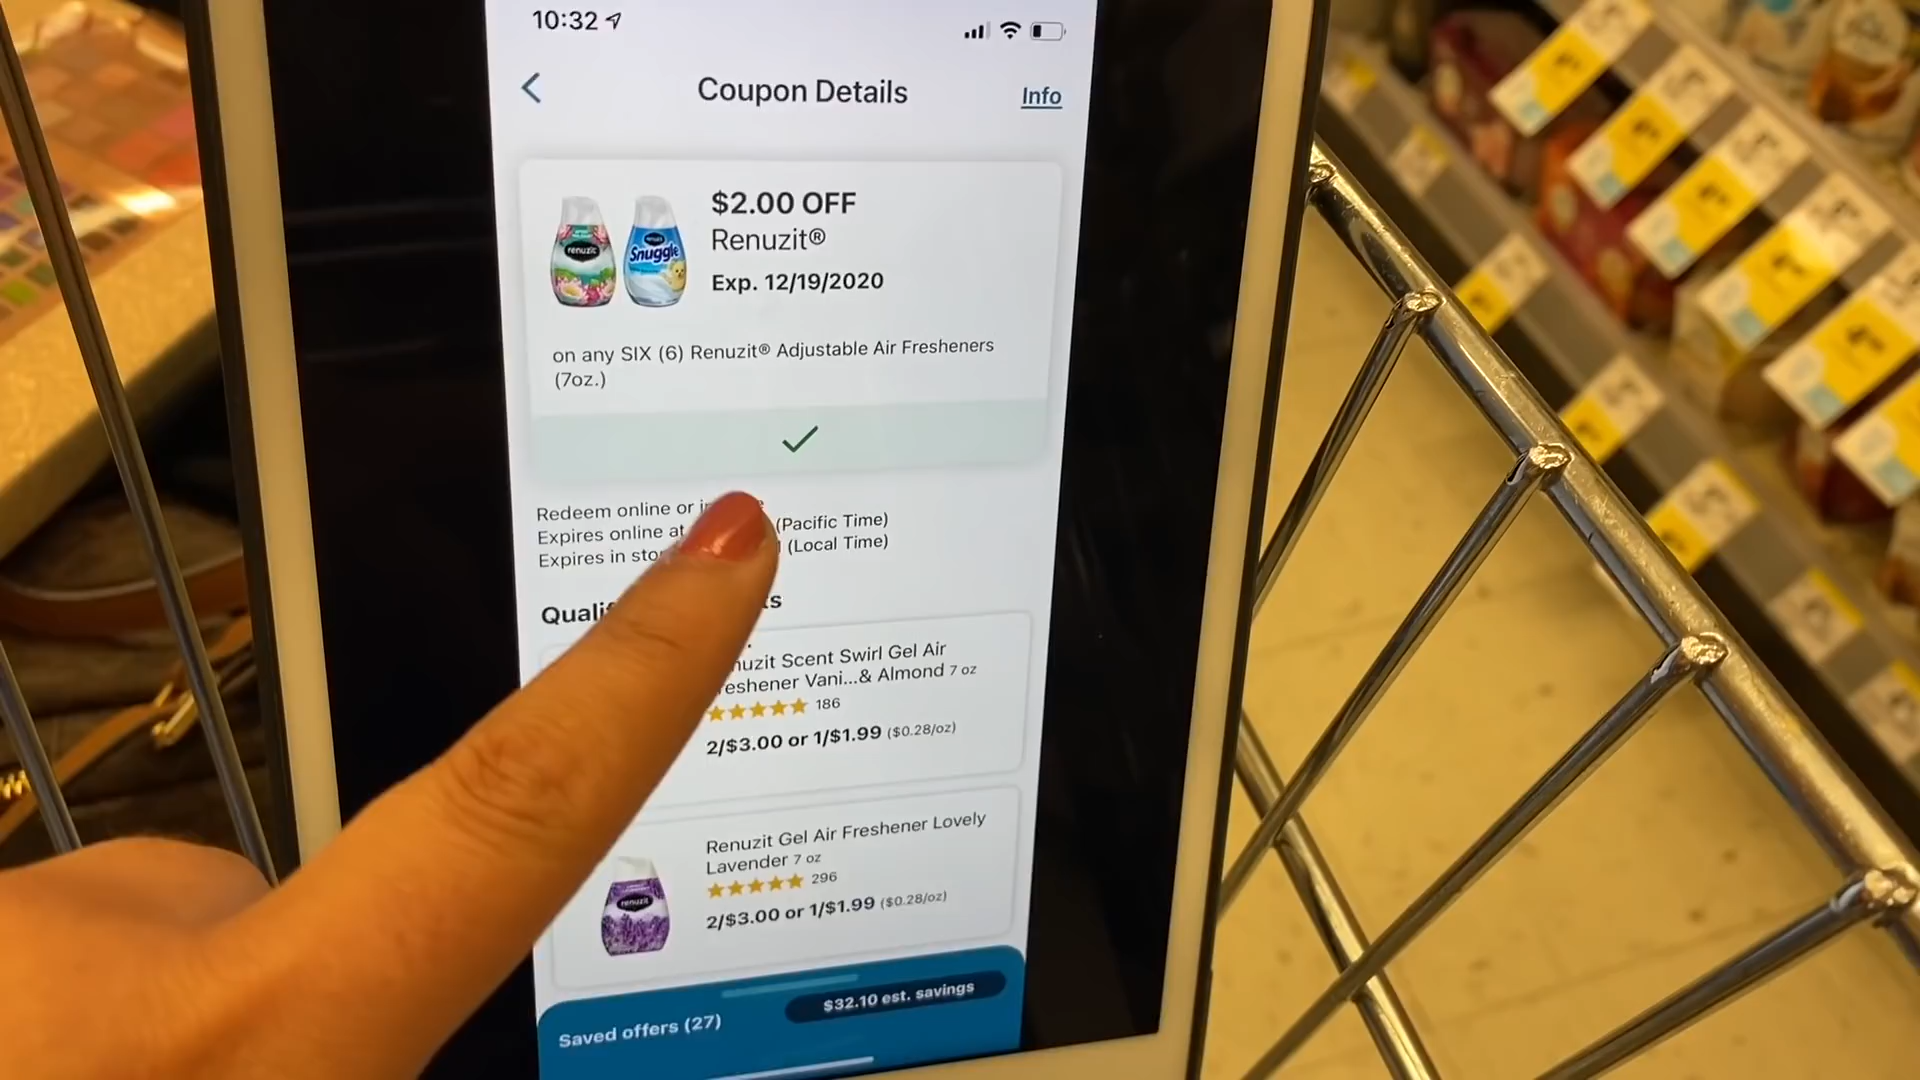 10:32
Coupon Details
Info
$2.00 OFF
Renuzit®
Exp. 12/19/2020
renuzit
Snuggle
on any SIX (6) Renuzit® Adjustable Air Fresheners
(7oz.)
Redeem online or
Expires online at (Pacific Time)
Expires in (Local Time)
Scent Swirl Gel Air
Vani...& Almond 7 oz
186
2/$3.00 or 1/$1.99 ($0.28/oz)
Renuzit Gel Air Freshener Lovely
Lavender 7 oz
296
2/$3.00 or 1/$1.99 ($0.28/oz)
renuzit
$32.10 est. savings
Saved offers (27)